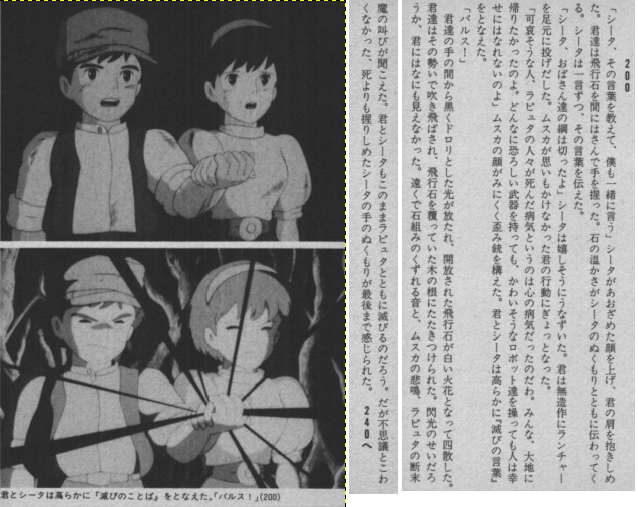 200
「シータ、その言葉を教えて、僕も一緒に言う」シータがあおざめた顔を上げ、君の肩を抱きしめ
た。君達は飛行石を間にはさんで手を握った。石の温かさがシータのぬくもりとともに伝わってく
る。シータは一言ずつ、その言葉を伝えた。
「シータ、おばさん達の綱は切ったよ」シータは嬉しそうにうなずいた。君は無造作にランチャー
を足元に投げだした。ムスカが思いもかけなかった君の行動にぎょっとなった。
「可哀そうな人、ラピュタの人々が死んだ病気というのは心の病気だったのだわ。みんな、大地に
帰りたかったのよ。どんなに恐ろしい武器を持っても、かわいそうなロボット達を操っても人は幸
せにはなれないのよ」ムスカの顔がみにくく歪み銃を構えた。君とシータは高らかに『滅びの言葉』
をとなえた。
「バルス！」
君達の手の間から黒くドロリとした光が放たれ、開放された飛行石が白い火花となって四散した。
君達はその勢いで吹き飛ばされ、飛行石を覆っていた木の根にたたきつけられた。閃光のせいだろ
うか、君にはなにも見えなかった。遠くで石組みのくずれる音と、ムスカの悲鳴、ラピュタの断末
魔の叫びが聞こえた。君とシータもこのままラピュタとともに滅びるのだろう。だが不思議とこわ
くなかった、死よりも握りしめたシータの手のぬくもりが最後まで感じられた。 240へ
君とシータは高らかに『滅びのことば』をとなえた。「バルス！」(200)